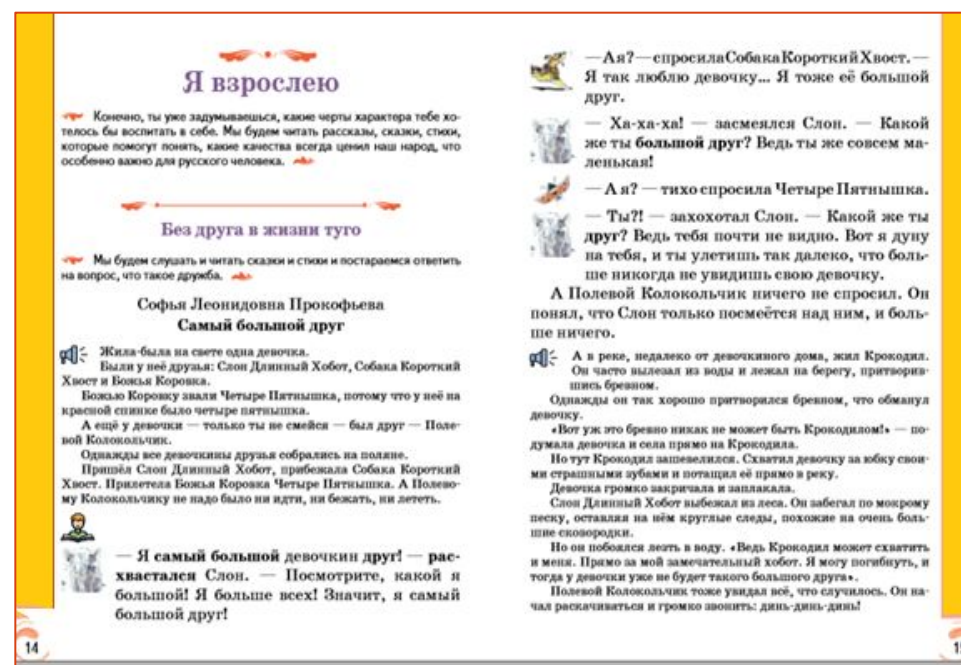 Я взрослею
Конечно, ты уже задумываешься, какие черты характера тебе хо-
телось бы воспитать в себе. Мы будем читать рассказы, сказки, стихи,
которые помогут понять, какие качества всегда ценил наш народ, что
особенно важно для русского человека.
Без друга в жизни туго
Мы будем слушать и читать сказки и стихи и постараемся ответить
на вопрос, что такое дружба.
Софья Леонидовна Прокофьева
Самый большой друг
Жила-была на свете одна девочка.
Были у неё друзья: Слон Длинный Хобот, Собака Короткий
Хвост и Божья Коровка.
Божью Коровку звали Четыре Пятнышка, потому что у неё на
красной спинке было четыре пятнышка.
А ещё у девочки — только ты не смейся — был друг — Поле-
вой Колокольчик.
Однажды все девочкины друзья собрались на поляне.
Пришёл Слон Длинный Хобот, прибежала Собака Короткий
Хвост. Прилетела Божья Коровка Четыре Пятнышка. А Полево-
му Колокольчику не надо было ни идти, ни бежать, ни лететь.
— Я самый большой девочкин друг! — рас-
хвастался Слон. — Посмотрите, какой я
большой! Я больше всех! Значит, я самый
большой друг!
14
— А я? — спросила Собака Короткий Хвост. —
Я так люблю девочку... Я тоже её большой
друг.
— Ха-ха-ха! — засмеялся Слон. — Какой
же ты большой друг? Ведь ты же совсем ма-
ленькая!
— А я? — тихо спросила Четыре Пятнышка.
— Ты?! — захохотал Слон. — Какой же ты
друг? Ведь тебя почти не видно. Вот я дуну
на тебя, и ты улетишь так далеко, что боль-
ше никогда не увидишь свою девочку.
А Полевой Колокольчик ничего не спросил. Он
понял, что Слон только посмеётся над ним, и боль-
ше ничего.
А в реке, недалеко от девочкиного дома, жил Крокодил.
Он часто вылезал из воды и лежал на берегу, притворив-
шись бревном.
Однажды он так хорошо притворился бревном, что обманул
девочку.
«Вот уж это бревно никак не может быть Крокодилом!» — по-
думала девочка и села прямо на Крокодила.
Но тут Крокодил зашевелился. Схватил девочку за юбку свои-
ми страшными зубами и потащил её прямо в реку.
Девочка громко закричала и заплакала.
Слон Длинный Хобот выбежал из леса. Он забегал по мокрому
песку, оставляя на нём круглые следы, похожие на очень боль-
шие сковородки.
Но он побоялся лезть в воду. «Ведь Крокодил может схватить
и меня. Прямо за мой замечательный хобот. Я могу погибнуть, и
тогда у девочки уже не будет такого большого друга».
Полевой Колокольчик тоже увидал всё, что случилось. Он на-
чал раскачиваться и громко звонить: динь-динь-динь!